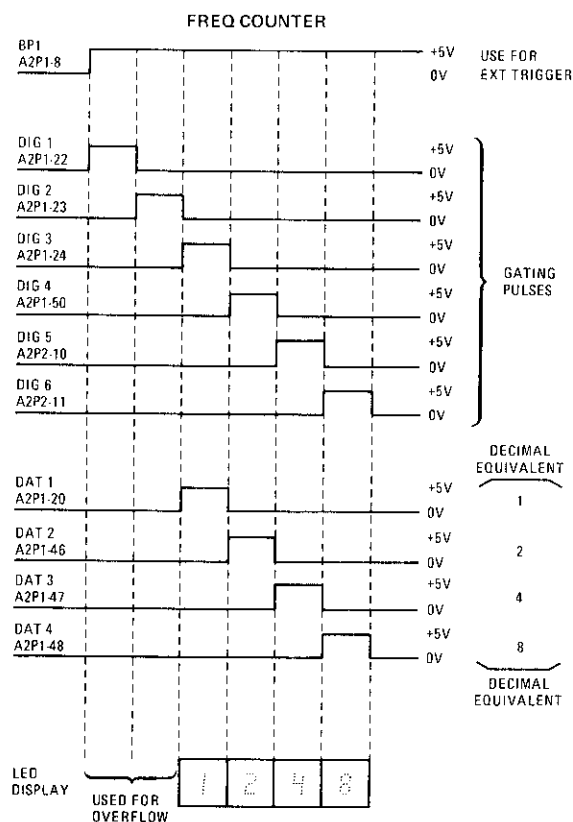 FREQ COUNTER
BP1
A2P1-8
+5V
0V
USE FOR
EXT TRIGGER
DIG 1
A2P1-22
+5V
0V
DIG 2
A2P1-23
+5V
0V
DIG 3
A2P1-24
+5V
0V
DIG 4
A2P1-50
+5V
0V
DIG 5
A2P2-10
+5V
0V
DIG 6
A2P2-11
+5V
0V
GATING
PULSES
DECIMAL
EQUIVALENT
DAT 1
A2P1-20
+5V
0V
1
DAT 2
A2P1-46
+5V
0V
2
DAT 3
A2P1-47
+5V
0V
4
DAT 4
A2P1-48
+5V
0V
8
DECIMAL
EQUIVALENT
LED
DISPLAY
USED FOR
OVERFLOW
1 2 4 8